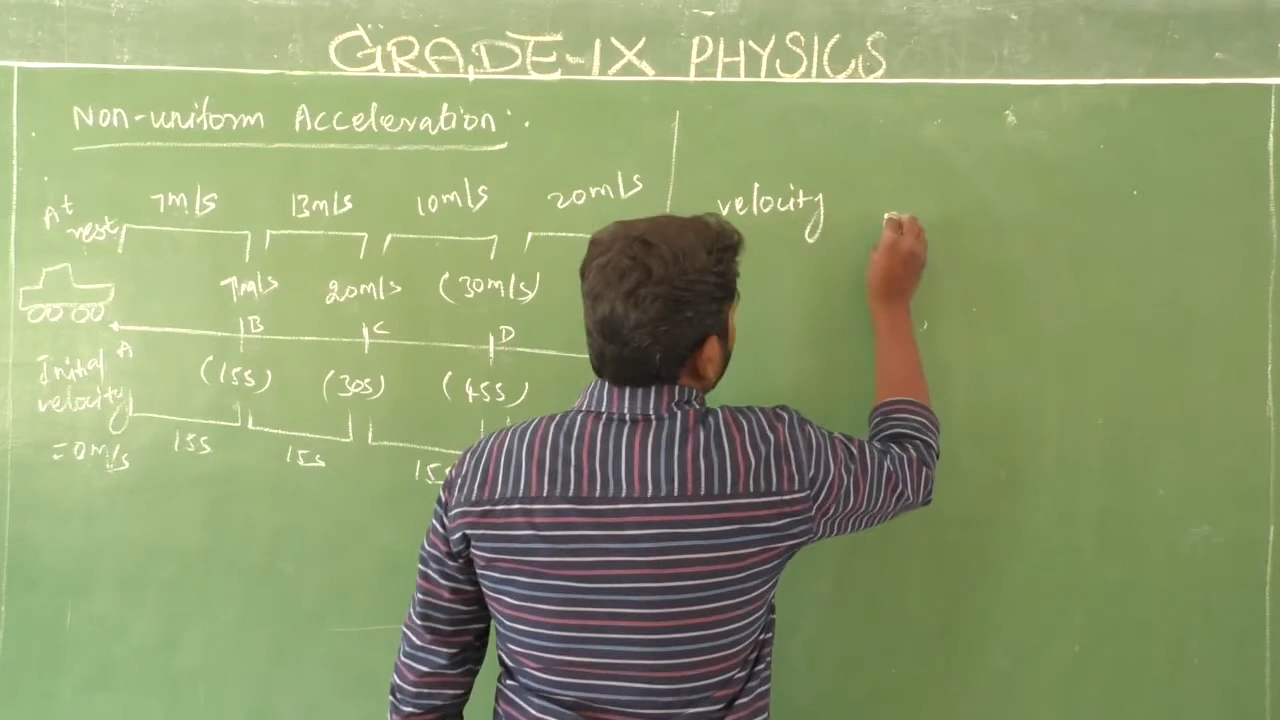 GRADE-IX PHYSICS
Non-uniform Acceleration:
At rest
7m/s 13m/s 10m/s 20m/s
7m/s 20m/s (30m/s)
A B C D
Initial velocity = 0 m/s
(15s) (30s) (45s)
15s 15s 15s
velocity